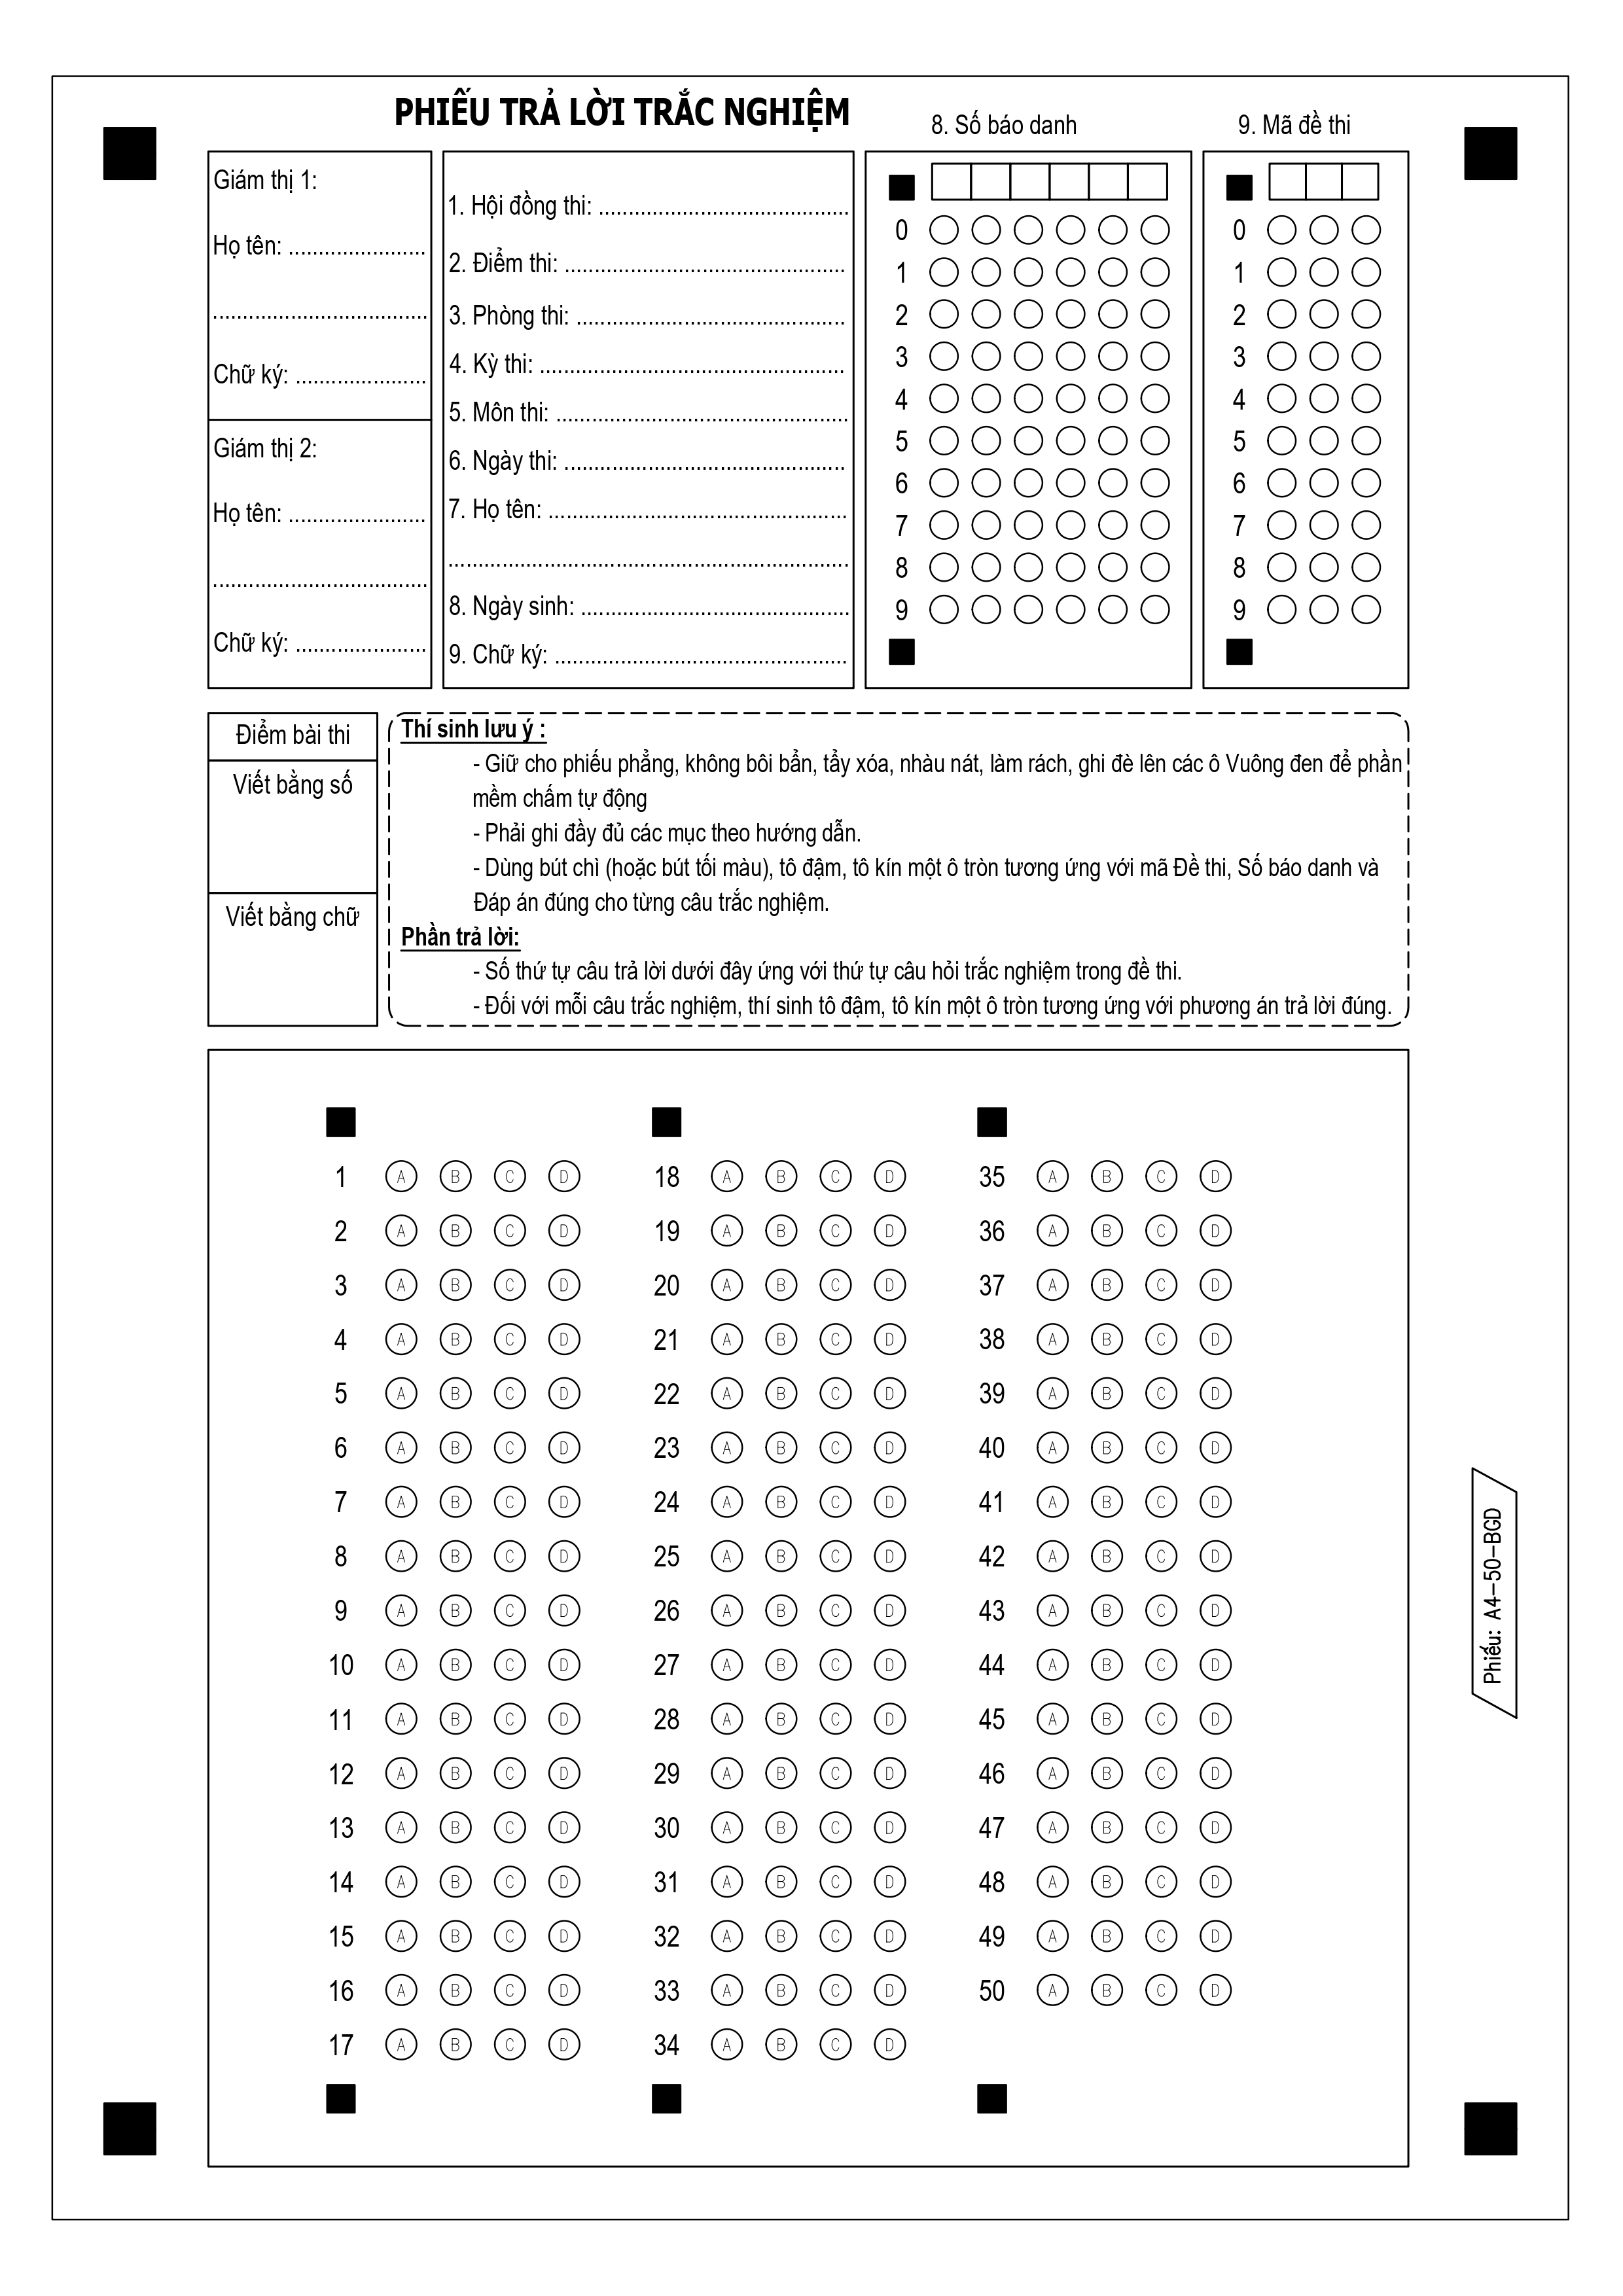 PHIẾU TRẢ LỜI TRẮC NGHIỆM
8. Số báo danh
9. Mã đề thi
Giám thị 1:
Họ tên: .......................
....................................
Chữ ký: ......................
Giám thị 2:
Họ tên: .......................
....................................
Chữ ký: ......................
1. Hội đồng thi: ..........................................
2. Điểm thi: ...............................................
3. Phòng thi: .............................................
4. Kỳ thi: ...................................................
5. Môn thi: .................................................
6. Ngày thi: ...............................................
7. Họ tên: ..................................................
...................................................................
8. Ngày sinh: .............................................
9. Chữ ký: .................................................
0
1
2
3
4
5
6
7
8
9
0
1
2
3
4
5
6
7
8
9
Điểm bài thi
Viết bằng số
Viết bằng chữ
Thí sinh lưu ý :
- Giữ cho phiếu phẳng, không bôi bẩn, tẩy xóa, nhàu nát, làm rách, ghi đè lên các ô Vuông đen để phần
mềm chấm tự động
- Phải ghi đầy đủ các mục theo hướng dẫn.
- Dùng bút chì (hoặc bút tối màu), tô đậm, tô kín một ô tròn tương ứng với mã Đề thi, Số báo danh và
Đáp án đúng cho từng câu trắc nghiệm.
Phần trả lời:
- Số thứ tự câu trả lời dưới đây ứng với thứ tự câu hỏi trắc nghiệm trong đề thi.
- Đối với mỗi câu trắc nghiệm, thí sinh tô đậm, tô kín một ô tròn tương ứng với phương án trả lời đúng.
1 A B C D
2 A B C D
3 A B C D
4 A B C D
5 A B C D
6 A B C D
7 A B C D
8 A B C D
9 A B C D
10 A B C D
11 A B C D
12 A B C D
13 A B C D
14 A B C D
15 A B C D
16 A B C D
17 A B C D
18 A B C D
19 A B C D
20 A B C D
21 A B C D
22 A B C D
23 A B C D
24 A B C D
25 A B C D
26 A B C D
27 A B C D
28 A B C D
29 A B C D
30 A B C D
31 A B C D
32 A B C D
33 A B C D
34 A B C D
35 A B C D
36 A B C D
37 A B C D
38 A B C D
39 A B C D
40 A B C D
41 A B C D
42 A B C D
43 A B C D
44 A B C D
45 A B C D
46 A B C D
47 A B C D
48 A B C D
49 A B C D
50 A B C D
Phiếu: A4-50-BGD